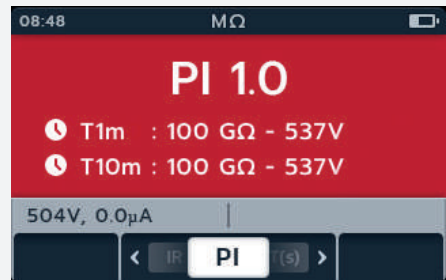 08:48 MΩ
PI 1.0
T1m : 100 GΩ - 537V
T10m : 100 GΩ - 537V
504V, 0.0µA
< IR PI T(s) >